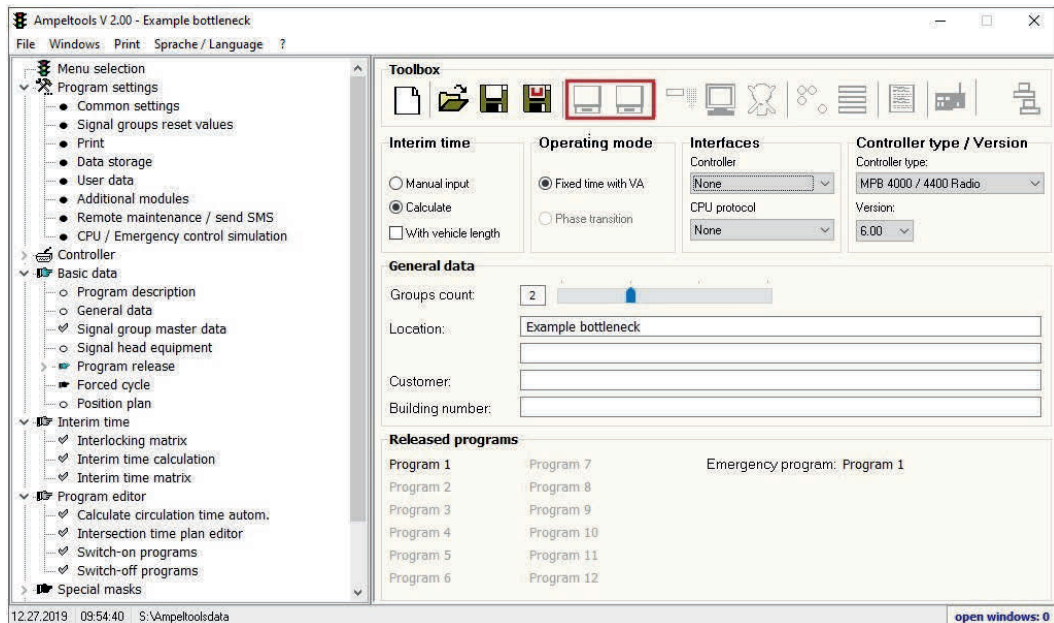 Ampeltools V 2.00 - Example bottleneck
File Windows Print Sprache / Language ?
Menu selection
Program settings
Common settings
Signal groups reset values
Print
Data storage
User data
Additional modules
Remote maintenance / send SMS
CPU / Emergency control simulation
Controller
Basic data
Program description
General data
Signal group master data
Signal head equipment
Program release
Forced cycle
Position plan
Interim time
Interlocking matrix
Interim time calculation
Interim time matrix
Program editor
Calculate circulation time autom.
Intersection time plan editor
Switch-on programs
Switch-off programs
Special masks
Toolbox
Interim time
Manual input
Calculate
With vehicle length
Operating mode
Fixed time with VA
Phase transition
Interfaces
Controller
None
CPU protocol
None
Controller type / Version
Controller type:
MPB 4000 / 4400 Radio
Version:
6.00
General data
Groups count: 2
Location: Example bottleneck
Customer:
Building number:
Released programs
Program 1 Program 7 Emergency program: Program 1
Program 2 Program 8
Program 3 Program 9
Program 4 Program 10
Program 5 Program 11
Program 6 Program 12
12.27.2019 09:54:40 S:\Ampeltoolsdata open windows: 0